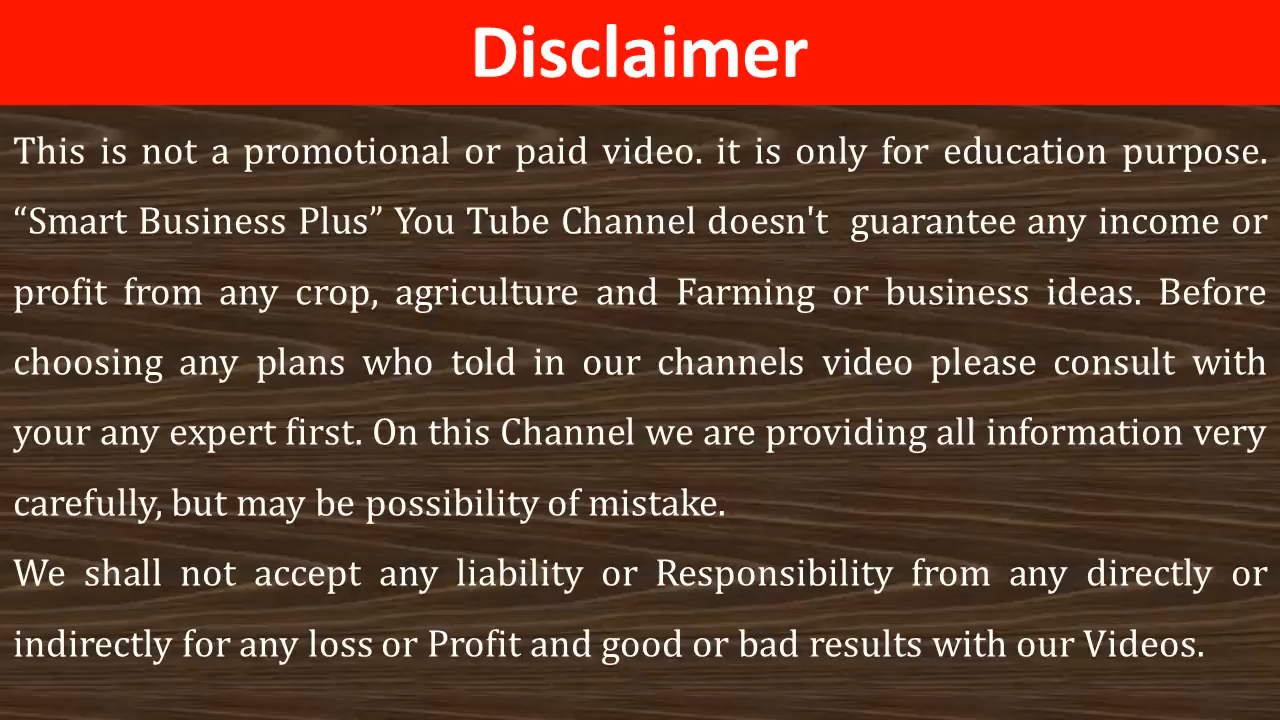 Disclaimer
This is not a promotional or paid video. it is only for education purpose.
“Smart Business Plus” You Tube Channel doesn't  guarantee any income or
profit from any crop, agriculture and Farming or business ideas. Before
choosing any plans who told in our channels video please consult with
your any expert first. On this Channel we are providing all information very
carefully, but may be possibility of mistake.
We shall not accept any liability or Responsibility from any directly or
indirectly for any loss or Profit and good or bad results with our Videos.